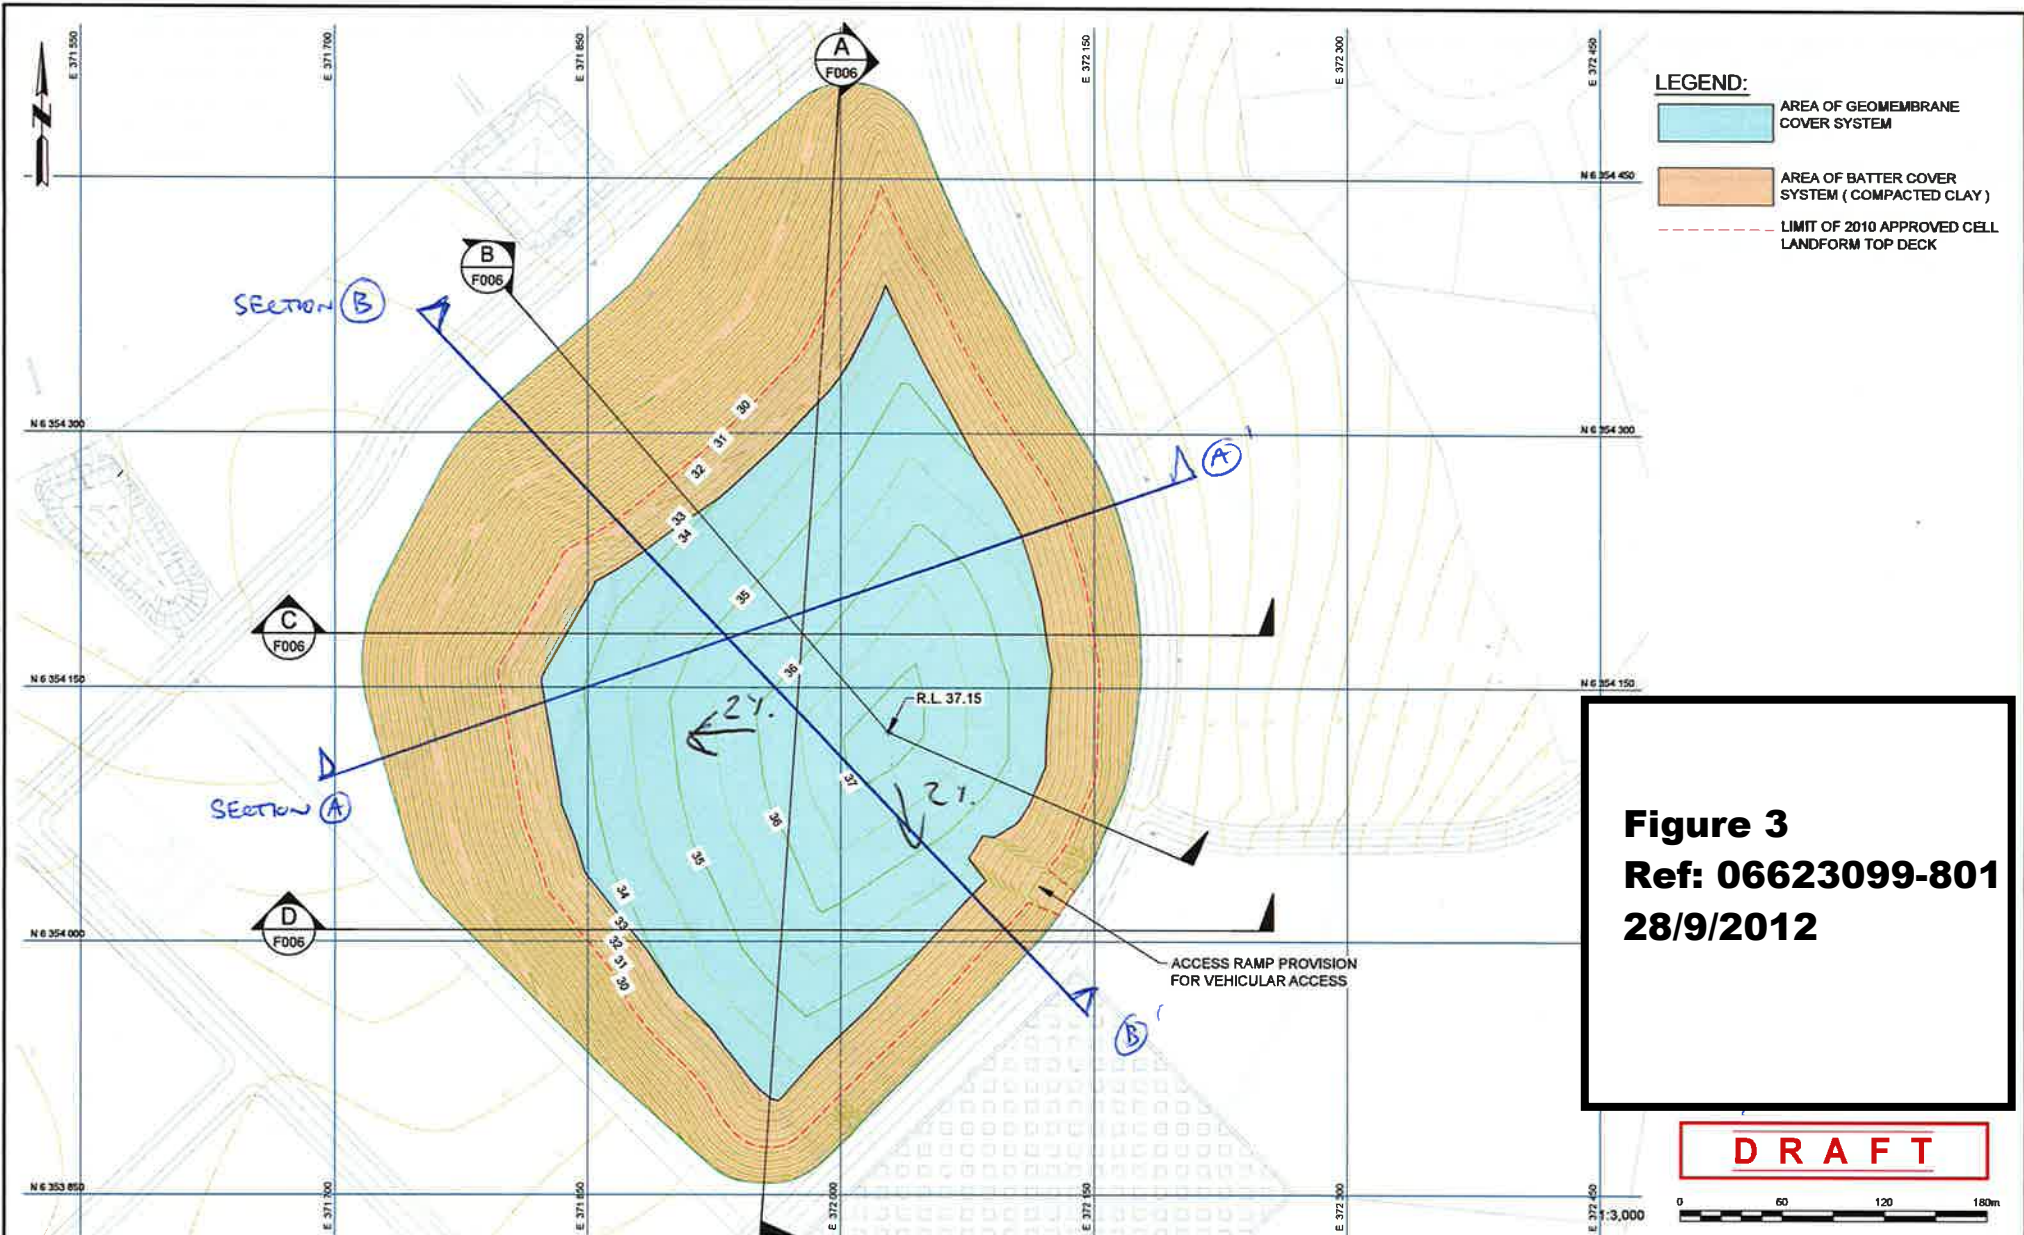 E 371 550
E 371 700
E 371 850
A
F006
E 372 150
E 372 300
E 372 450
N
LEGEND:
AREA OF GEOMEMBRANE
COVER SYSTEM
AREA OF BATTER COVER
SYSTEM ( COMPACTED CLAY )
LIMIT OF 2010 APPROVED CELL
LANDFORM TOP DECK
N 6 354 450
B
F006
SECTION B
30
31
32
33
34
35
36
37
N 6 354 300
N 6 354 300
A'
C
F006
N 6 354 150
R.L. 37.15
2%.
2%.
SECTION A
36
35
34
33
32
31
30
D
F006
N 6 354 000
ACCESS RAMP PROVISION
FOR VEHICULAR ACCESS
B'
Figure 3
Ref: 06623099-801
28/9/2012
DRAFT
N 6 353 850
E 371 700
E 371 850
E 372 000
E 372 150
E 372 300
E 372 450
1:3,000
0 60 120 180m
N 6 354 150